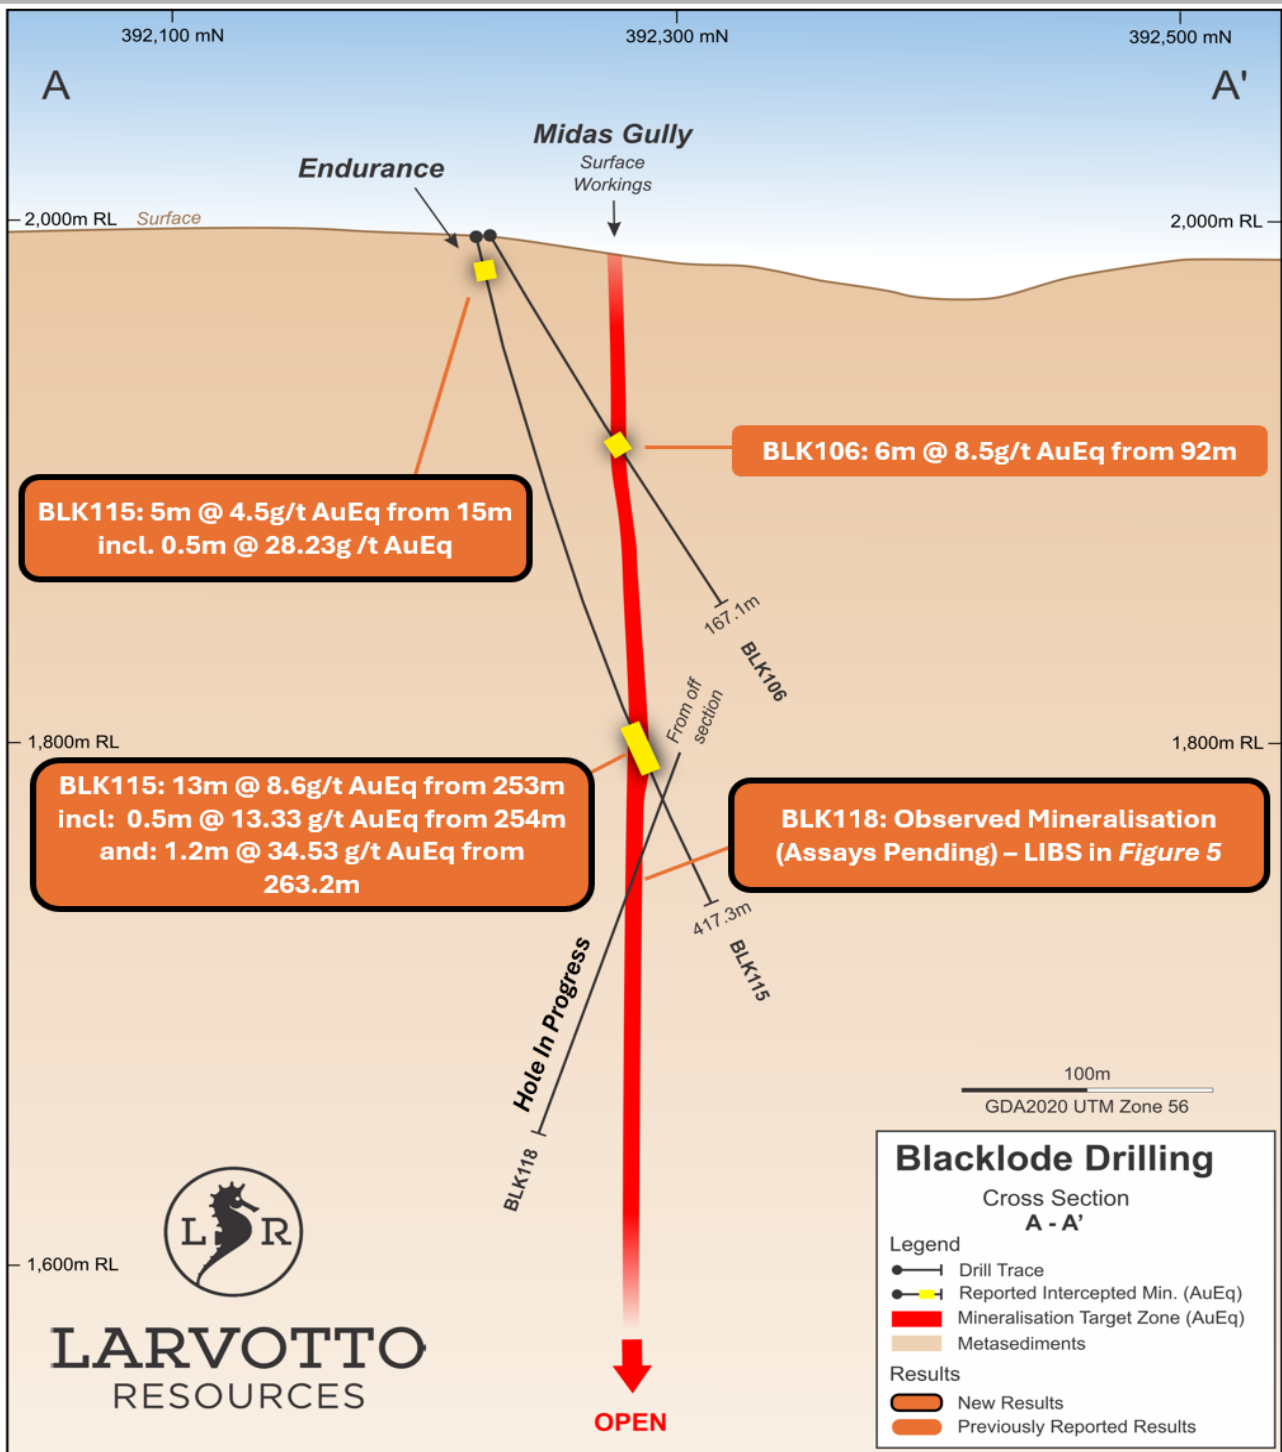 392,100 mN
392,300 mN
392,500 mN
A
A'
Midas Gully
Surface
Workings
Endurance
2,000m RL
Surface
2,000m RL
BLK106: 6m @ 8.5g/t AuEq from 92m
BLK115: 5m @ 4.5g/t AuEq from 15m
incl. 0.5m @ 28.23g /t AuEq
167.1m
BLK106
From off
section
1,800m RL
1,800m RL
BLK115: 13m @ 8.6g/t AuEq from 253m
incl: 0.5m @ 13.33 g/t AuEq from 254m
and: 1.2m @ 34.53 g/t AuEq from
263.2m
BLK118: Observed Mineralisation
(Assays Pending) – LIBS in Figure 5
417.3m
BLK115
Hole In Progress
BLK118
100m
GDA2020 UTM Zone 56
1,600m RL
L R
LARVOTTO
RESOURCES
OPEN
Blacklode Drilling
Cross Section
A - A’
Legend
Drill Trace
Reported Intercepted Min. (AuEq)
Mineralisation Target Zone (AuEq)
Metasediments
Results
New Results
Previously Reported Results